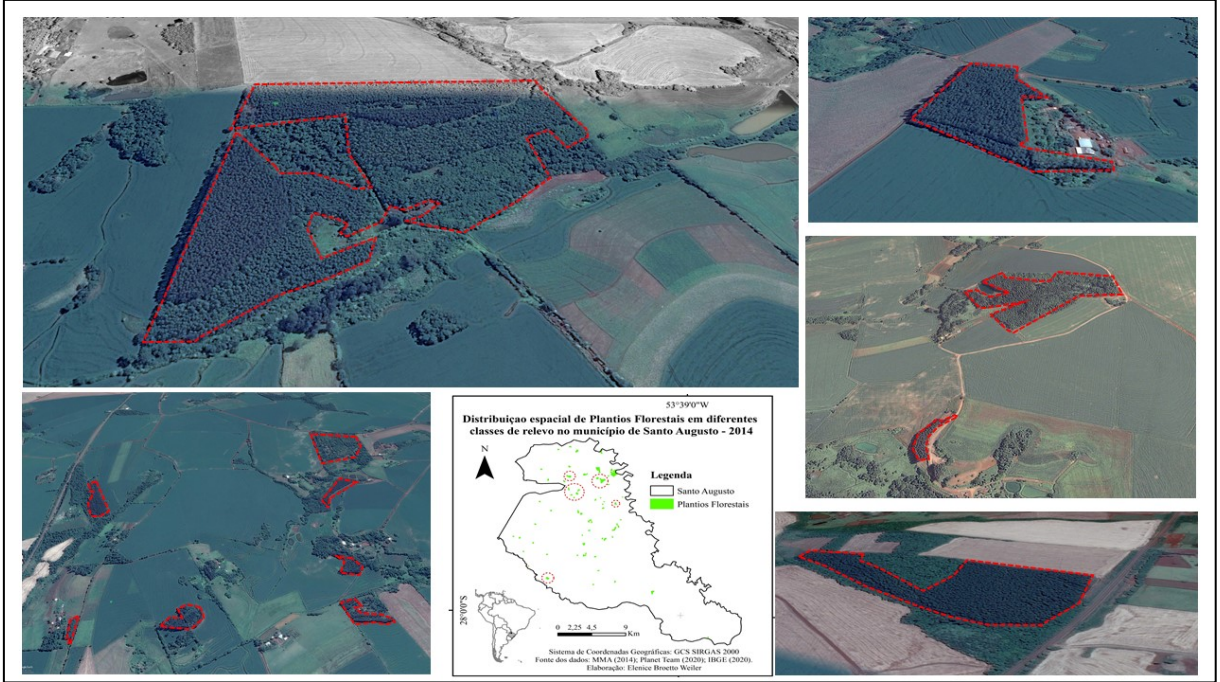 53°39'0"W
Distribuiçao espacial de Plantios Florestais em diferentes
classes de relevo no município de Santo Augusto - 2014
N
Legenda
Santo Augusto
Plantios Florestais
28°0'0"S
0 2,25 4,5 9
Km
Sistema de Coordenadas Geográficas: GCS SIRGAS 2000
Fonte dos dados: MMA (2014); Planet Team (2020); IBGE (2020).
Elaboração: Elenice Broetto Weiler